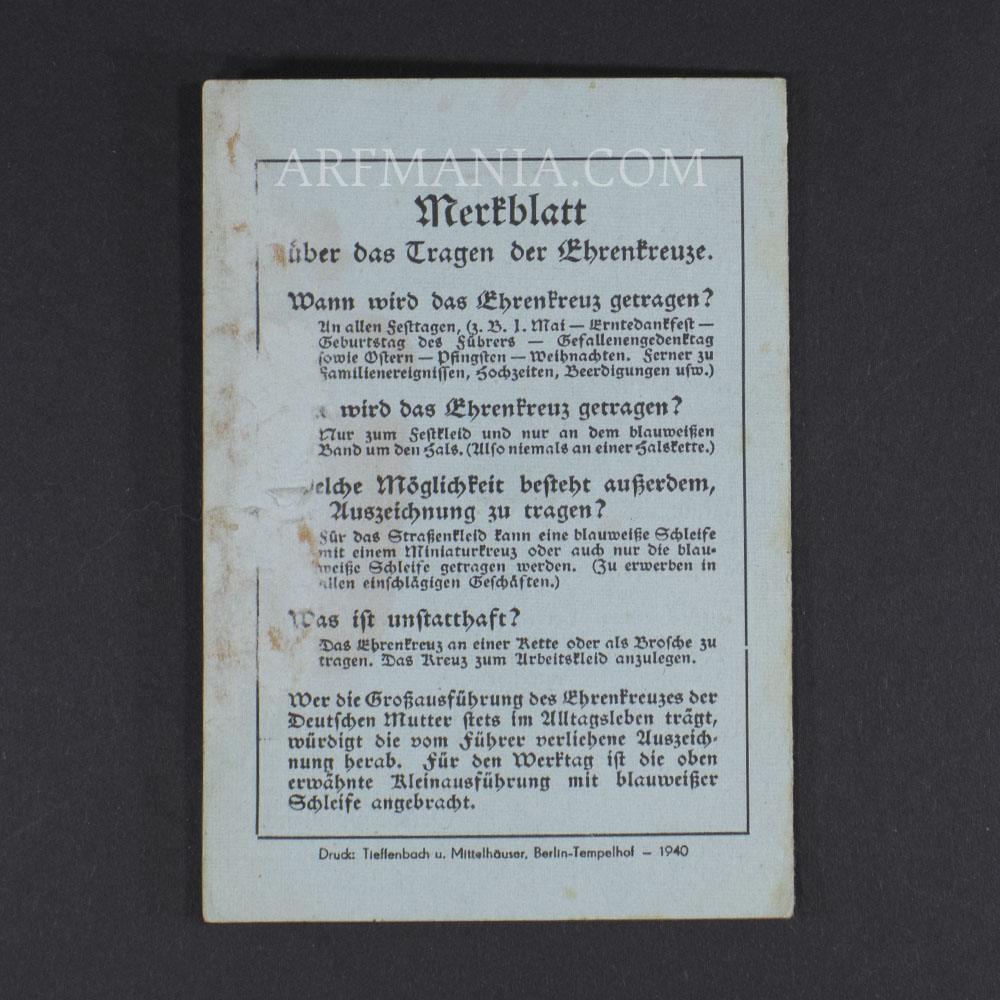 ARFMANIA.COM
Merkblatt
über das Tragen der Ehrenkreuze.
Wann wird das Ehrenkreuz getragen?
An allen Festtagen, (z. B. 1. Mai — Erntedankfest —
Geburtstag des Führers — Gefallenengedenktag
sowie Ostern — Pfingsten — Weihnachten. Ferner zu
Familienereignissen, Hochzeiten, Beerdigungen usw.)
wird das Ehrenkreuz getragen?
Nur zum Festkleid und nur an dem blauweißen
Band um den Hals. (Also niemals an einer Halskette.)
elche Möglichkeit besteht außerdem,
Auszeichnung zu tragen?
Für das Straßenkleid kann eine blauweiße Schleife
mit einem Miniaturkreuz oder auch nur die blau-
weiße Schleife getragen werden. (Zu erwerben in
allen einschlägigen Geschäften.)
Was ist unstatthaft?
Das Ehrenkreuz an einer Kette oder als Brosche zu
tragen. Das Kreuz zum Arbeitskleid anzulegen.
Wer die Großausführung des Ehrenkreuzes der
Deutschen Mutter stets im Alltagsleben trägt,
würdigt die vom Führer verliehene Auszeich-
nung herab. Für den Werktag ist die oben
erwähnte Kleinausführung mit blauweißer
Schleife angebracht.
Druck: Tieffenbach u. Mittelhäuser, Berlin-Tempelhof – 1940